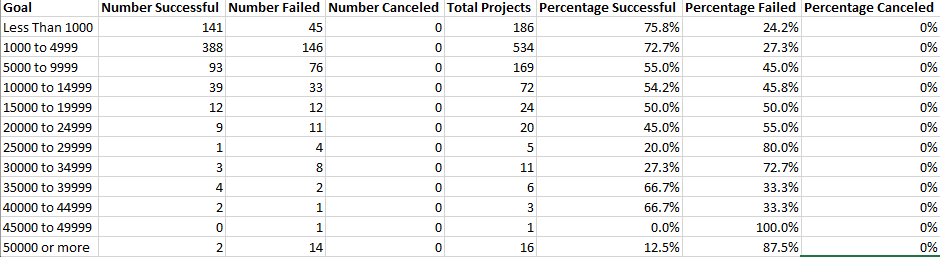 Goal Number Successful Number Failed Number Canceled Total Projects Percentage Successful Percentage Failed Percentage Canceled
Less Than 1000 141 45 0 186 75.8% 24.2% 0%
1000 to 4999 388 146 0 534 72.7% 27.3% 0%
5000 to 9999 93 76 0 169 55.0% 45.0% 0%
10000 to 14999 39 33 0 72 54.2% 45.8% 0%
15000 to 19999 12 12 0 24 50.0% 50.0% 0%
20000 to 24999 9 11 0 20 45.0% 55.0% 0%
25000 to 29999 1 4 0 5 20.0% 80.0% 0%
30000 to 34999 3 8 0 11 27.3% 72.7% 0%
35000 to 39999 4 2 0 6 66.7% 33.3% 0%
40000 to 44999 2 1 0 3 66.7% 33.3% 0%
45000 to 49999 0 1 0 1 0.0% 100.0% 0%
50000 or more 2 14 0 16 12.5% 87.5% 0%